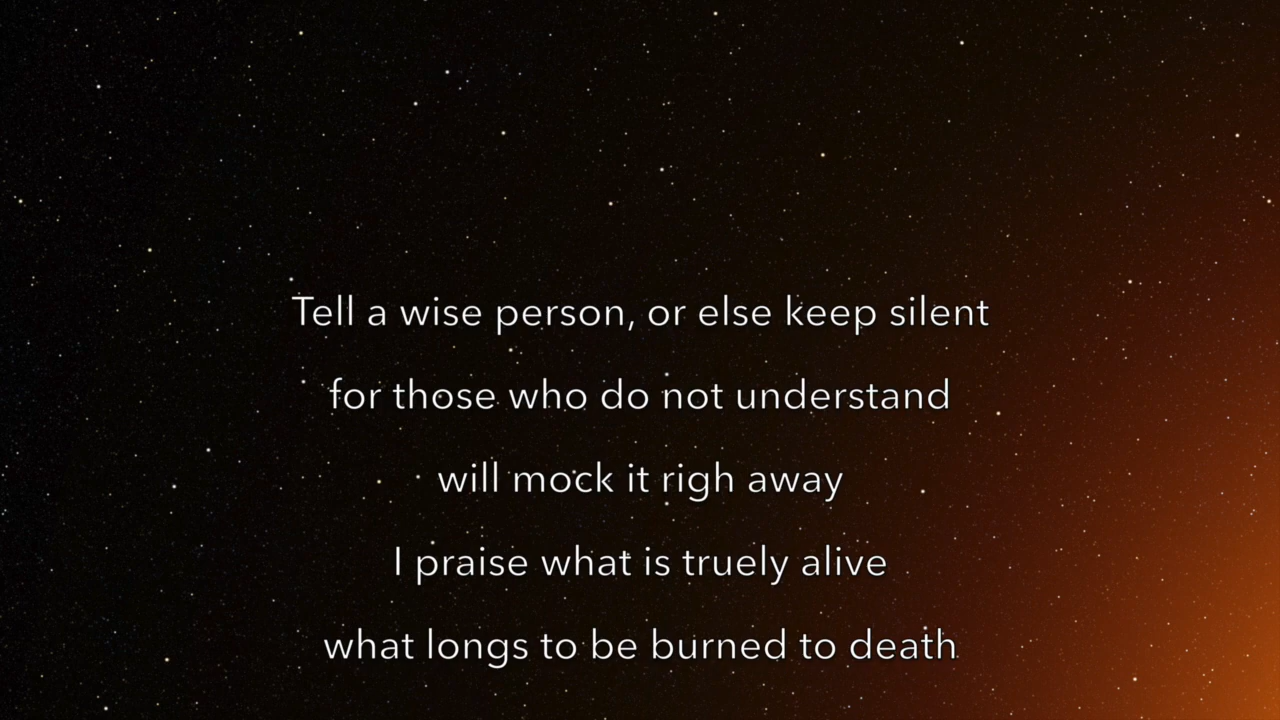 Tell a wise person, or else keep silent
for those who do not understand
will mock it righ away
I praise what is truely alive
what longs to be burned to death